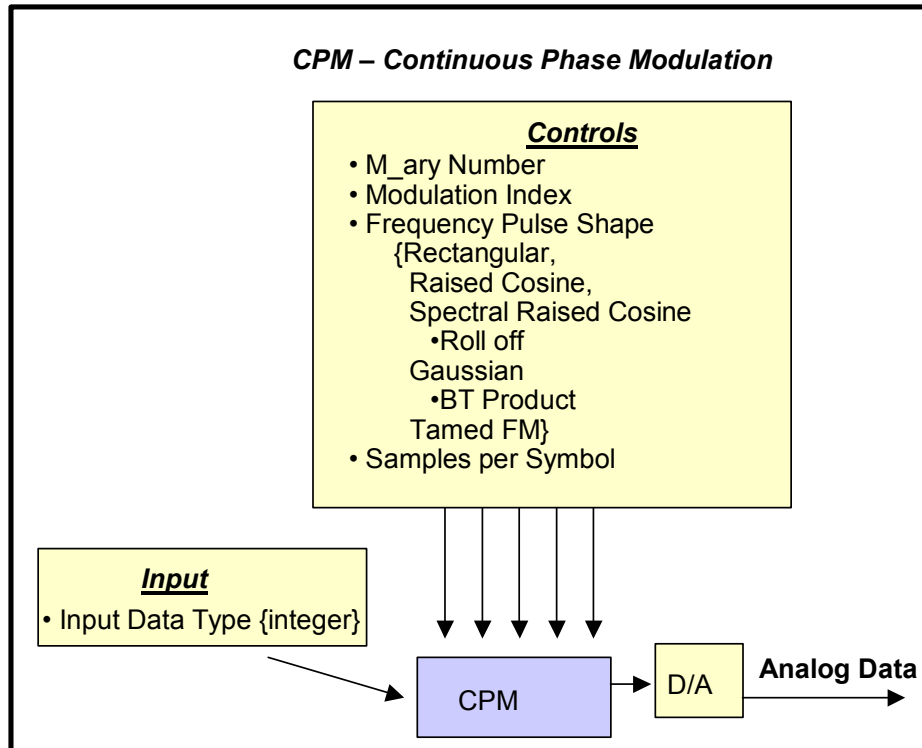 CPM – Continuous Phase Modulation
Controls
• M_ary Number
• Modulation Index
• Frequency Pulse Shape
{Rectangular,
Raised Cosine,
Spectral Raised Cosine
•Roll off
Gaussian
•BT Product
Tamed FM}
• Samples per Symbol
Input
• Input Data Type {integer}
CPM
D/A
Analog Data